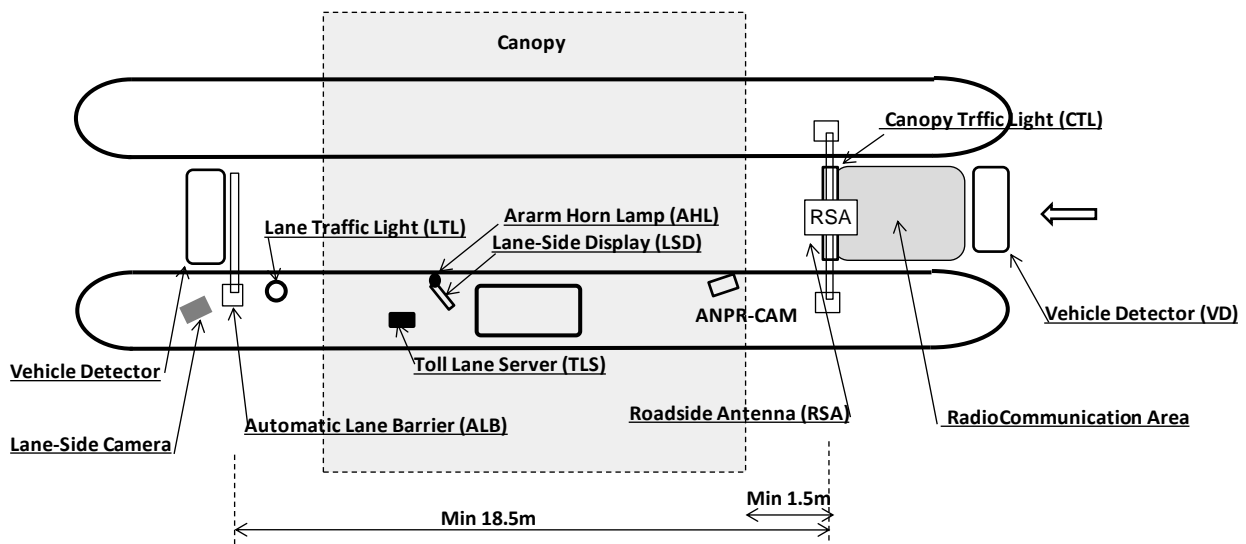 Canopy
Canopy Trffic Light (CTL)
RSA
Ararm Horn Lamp (AHL)
Lane Traffic Light (LTL)
Lane-Side Display (LSD)
ANPR-CAM
Vehicle Detector (VD)
Vehicle Detector
Toll Lane Server (TLS)
Roadside Antenna (RSA)
RadioCommunication Area
Automatic Lane Barrier (ALB)
Lane-Side Camera
Min 1.5m
Min 18.5m